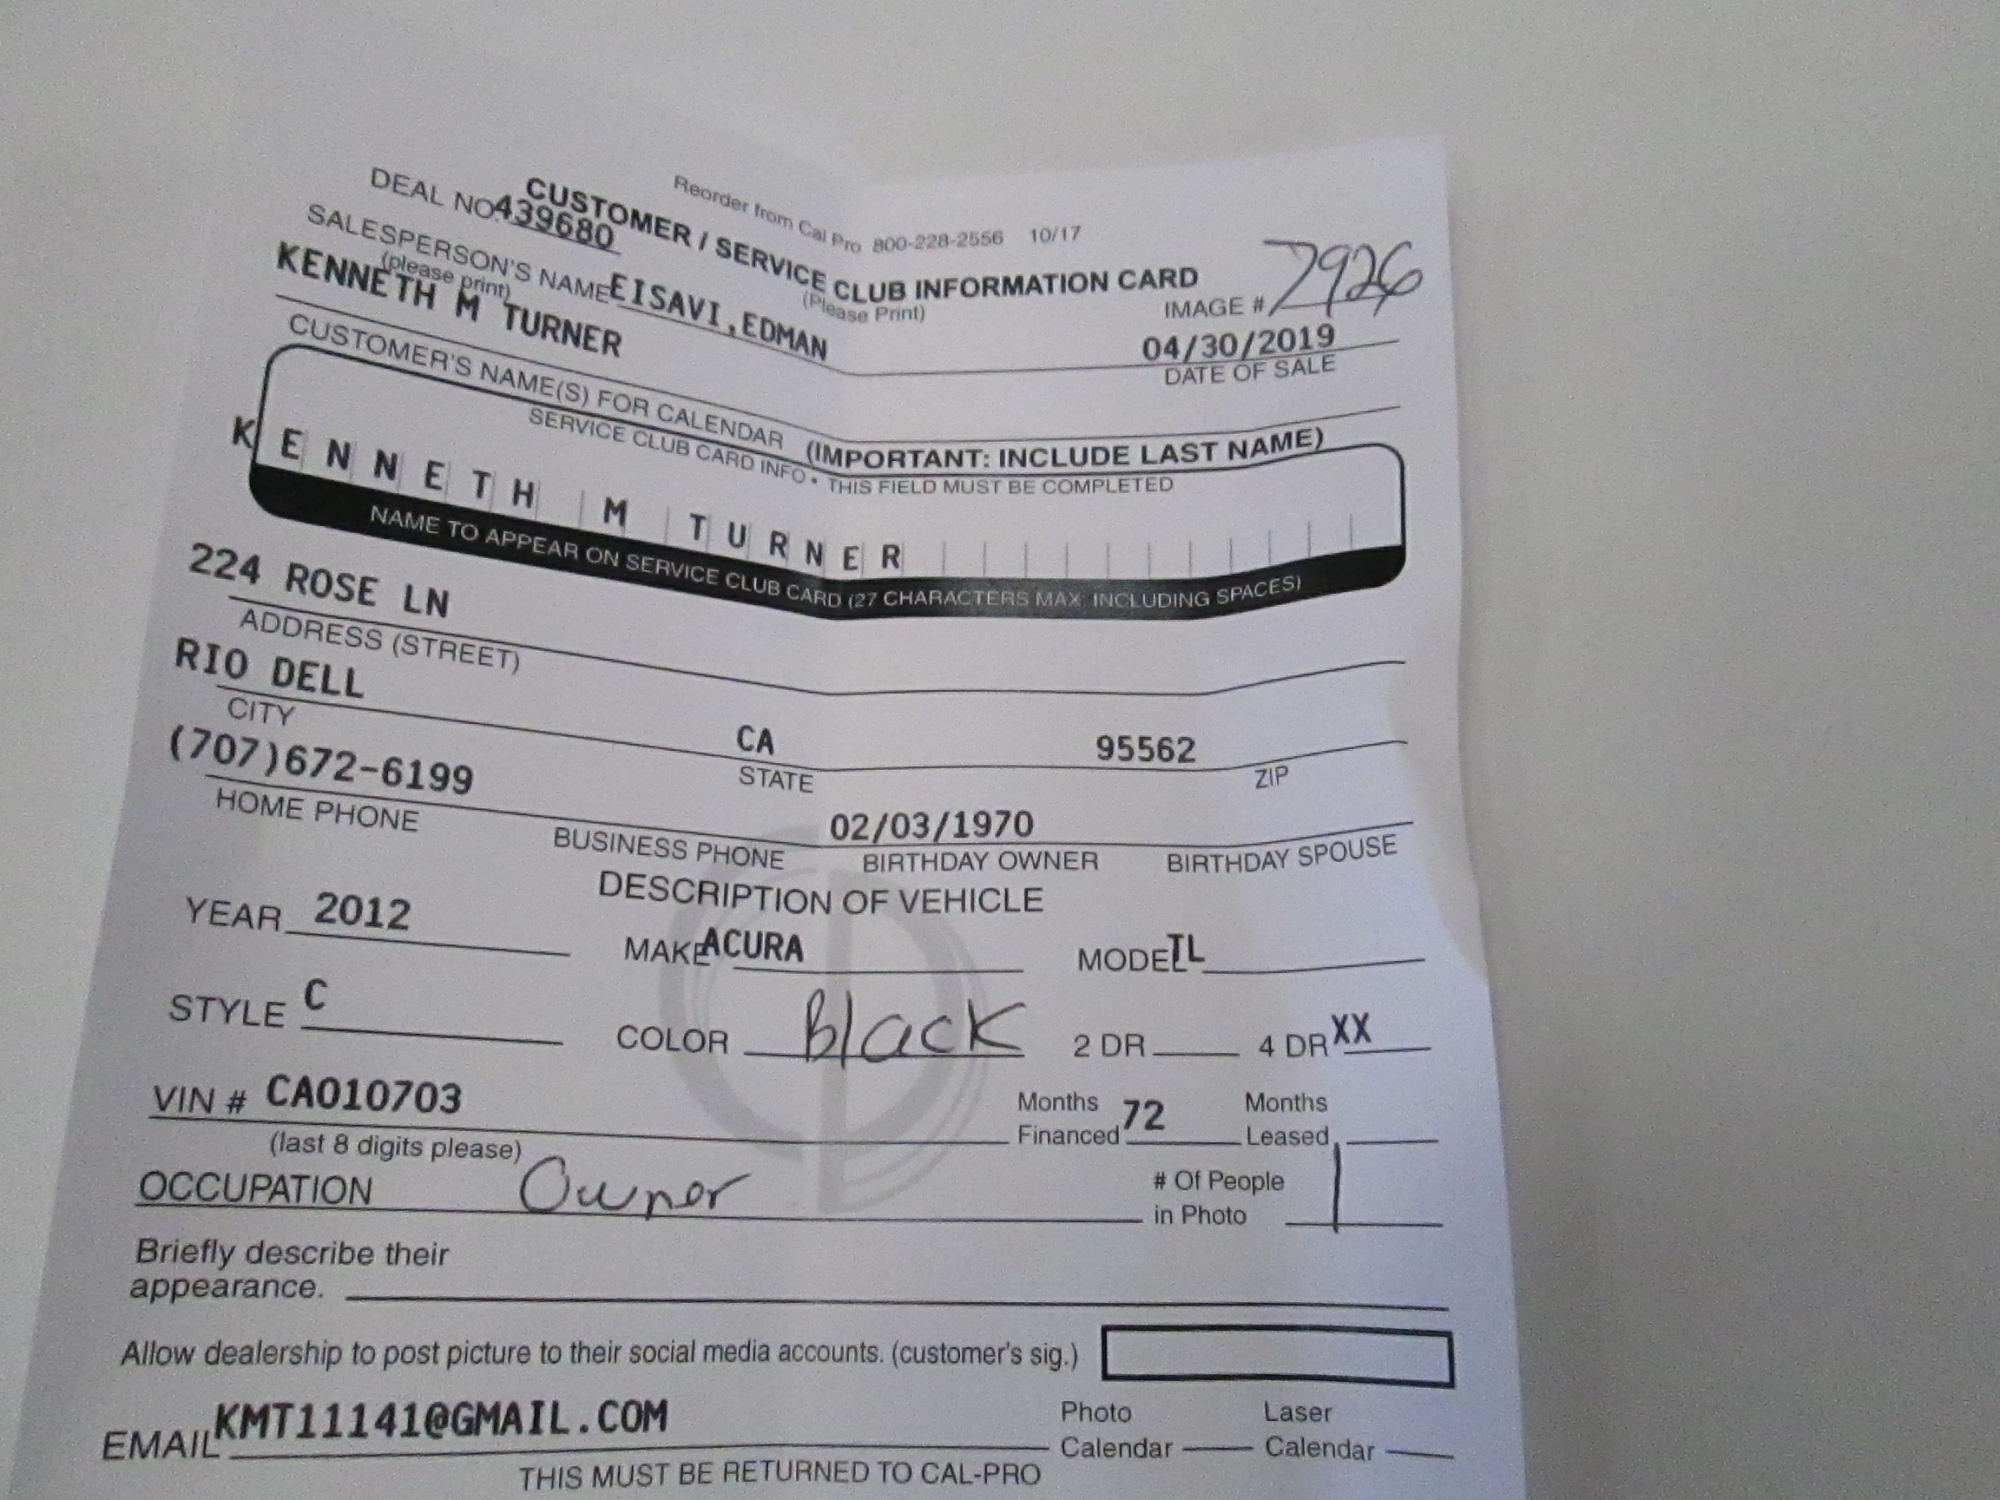 Reorder from Cal Pro 800-228-2556 10/17
CUSTOMER / SERVICE CLUB INFORMATION CARD
(Please Print)
DEAL NO 439680
IMAGE # 7926
SALESPERSON'S NAME EISAVI,EDMAN
(please print)
04/30/2019
DATE OF SALE
KENNETH M TURNER
CUSTOMER'S NAME(S) FOR CALENDAR (IMPORTANT: INCLUDE LAST NAME)
SERVICE CLUB CARD INFO • THIS FIELD MUST BE COMPLETED
KENNETH M TURNER
NAME TO APPEAR ON SERVICE CLUB CARD (27 CHARACTERS MAX. INCLUDING SPACES)
224 ROSE LN
ADDRESS (STREET)
RIO DELL CA 95562
CITY STATE ZIP
(707)672-6199 02/03/1970
HOME PHONE BUSINESS PHONE BIRTHDAY OWNER BIRTHDAY SPOUSE
DESCRIPTION OF VEHICLE
YEAR 2012 MAKE ACURA MODEL TL
STYLE C COLOR Black 2 DR 4 DR XX
VIN # CA010703 Months Financed 72 Months Leased
(last 8 digits please)
OCCUPATION Owner # Of People in Photo 1
Briefly describe their
appearance.
Allow dealership to post picture to their social media accounts. (customer's sig.)
EMAIL KMT11141@GMAIL.COM Photo Calendar Laser Calendar
THIS MUST BE RETURNED TO CAL-PRO